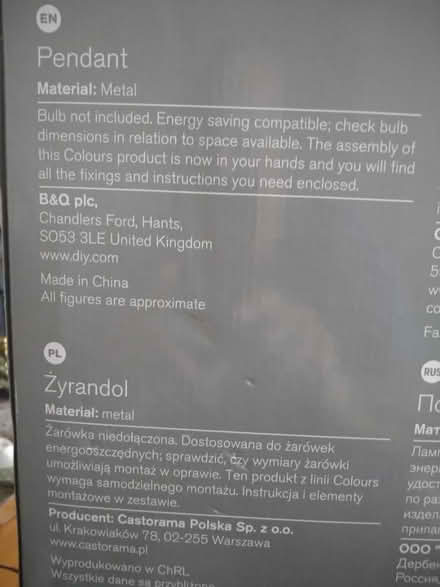 EN
Pendant
Material: Metal
Bulb not included. Energy saving compatible; check bulb
dimensions in relation to space available. The assembly of
this Colours product is now in your hands and you will find
all the fixings and instructions you need enclosed.
B&Q plc,
Chandlers Ford, Hants,
SO53 3LE United Kingdom
www.diy.com
Made in China
All figures are approximate
PL
Żyrandol
Materiał: metal
Żarówka niedołączona. Dostosowana do żarówek
energooszczędnych; sprawdzić, czy wymiary żarówki
umożliwiają montaż w oprawie. Ten produkt z linii Colours
wymaga samodzielnego montażu. Instrukcja i elementy
montażowe w zestawie.
Producent: Castorama Polska Sp. z o.o.
ul. Krakowiaków 78, 02-255 Warszawa
www.castorama.pl
Wyprodukowano w ChRL
Wszystkie dane są przybliżone
RUS